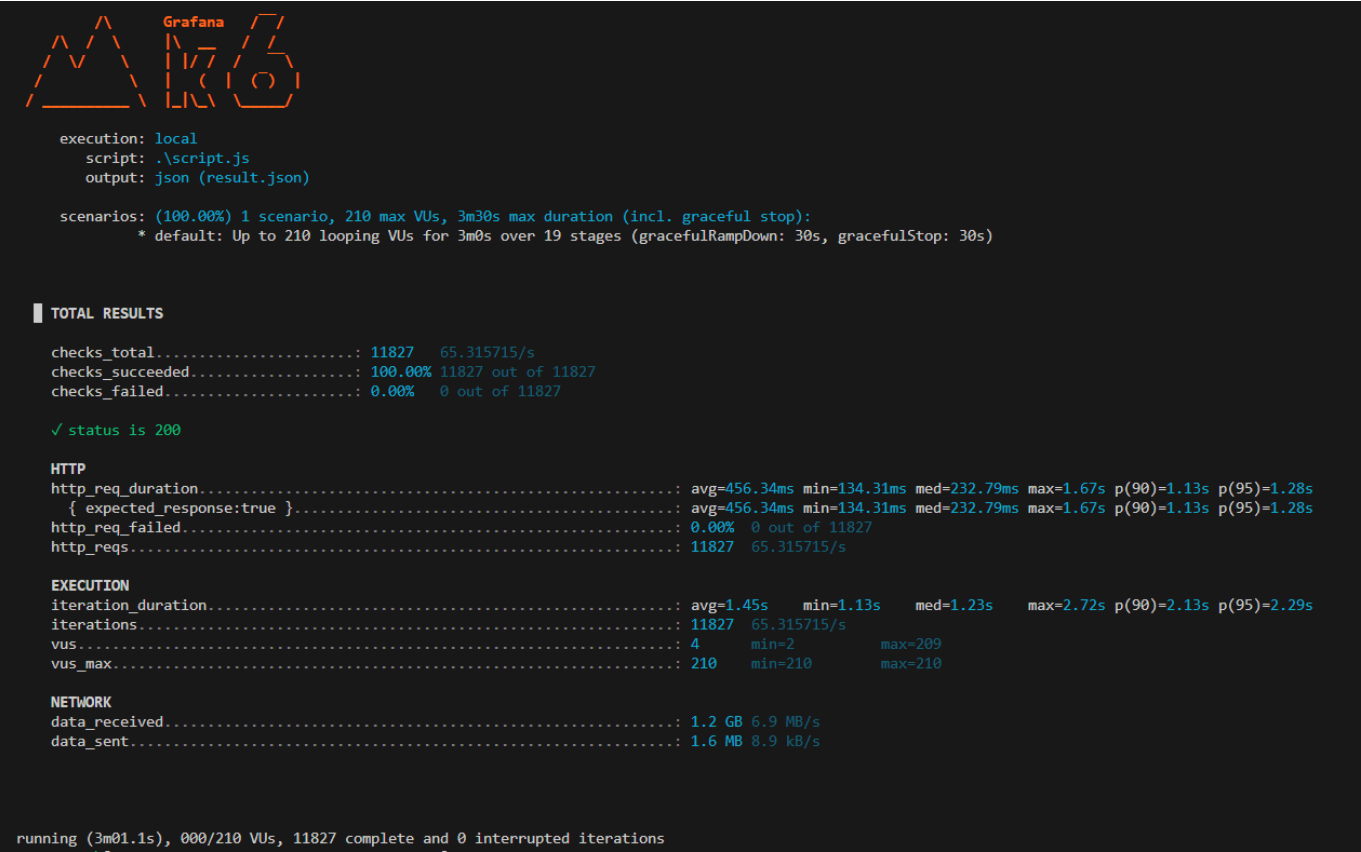 Grafana
execution: local
script: .\script.js
output: json (result.json)
scenarios: (100.00%) 1 scenario, 210 max VUs, 3m30s max duration (incl. graceful stop):
* default: Up to 210 looping VUs for 3m0s over 19 stages (gracefulRampDown: 30s, gracefulStop: 30s)
TOTAL RESULTS
checks_total.......................: 11827 65.315715/s
checks_succeeded...................: 100.00% 11827 out of 11827
checks_failed......................: 0.00% 0 out of 11827
✓ status is 200
HTTP
http_req_duration.......................................................: avg=456.34ms min=134.31ms med=232.79ms max=1.67s p(90)=1.13s p(95)=1.28s
{ expected_response:true }............................................: avg=456.34ms min=134.31ms med=232.79ms max=1.67s p(90)=1.13s p(95)=1.28s
http_req_failed.........................................................: 0.00% 0 out of 11827
http_reqs...............................................................: 11827 65.315715/s
EXECUTION
iteration_duration......................................................: avg=1.45s min=1.13s med=1.23s max=2.72s p(90)=2.13s p(95)=2.29s
iterations..............................................................: 11827 65.315715/s
vus.....................................................................: 4 min=2 max=209
vus_max.................................................................: 210 min=210 max=210
NETWORK
data_received...........................................................: 1.2 GB 6.9 MB/s
data_sent...............................................................: 1.6 MB 8.9 kB/s
running (3m01.1s), 000/210 VUs, 11827 complete and 0 interrupted iterations